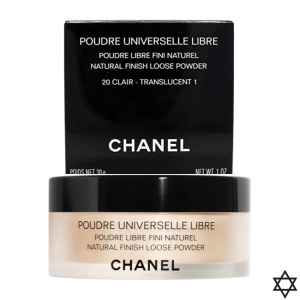 POUDRE UNIVERSELLE LIBRE
POUDRE LIBRE FINI NATUREL
NATURAL FINISH LOOSE POWDER
20 CLAIR - TRANSLUCENT 1
CHANEL
POIDS NET 30g
NET WT. 1 OZ.
POUDRE UNIVERSELLE LIBRE
POUDRE LIBRE FINI NATUREL
NATURAL FINISH LOOSE POWDER
CHANEL